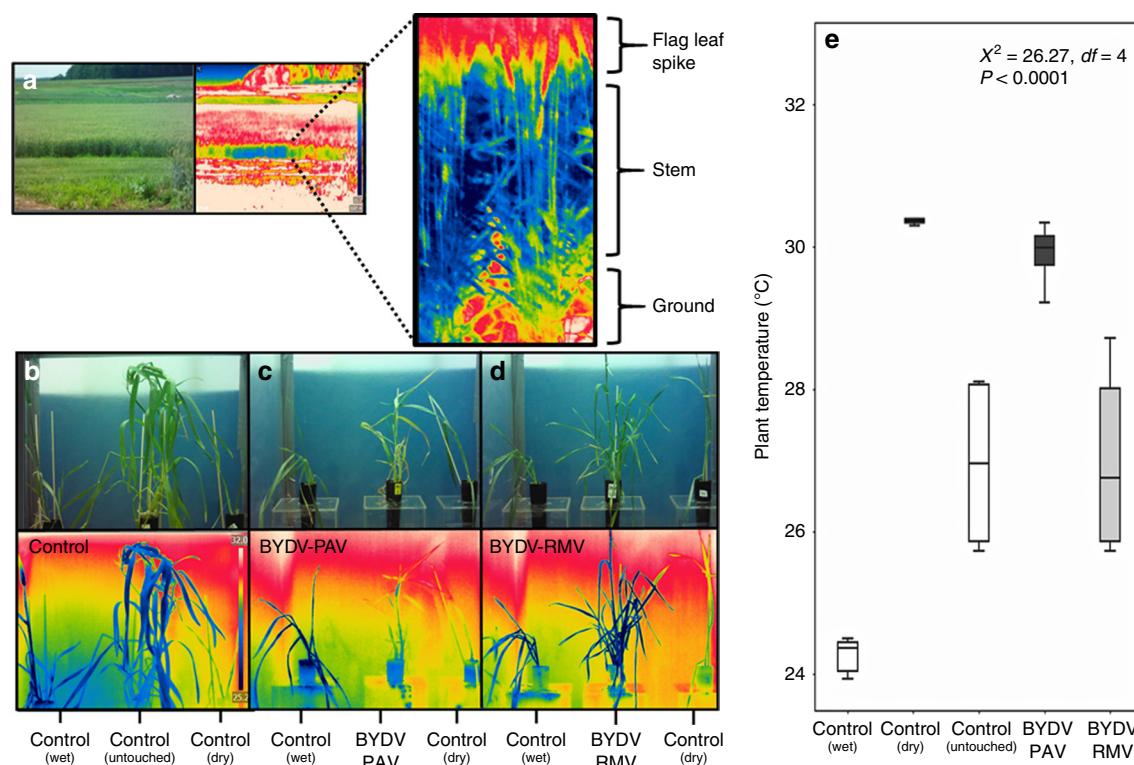 a
Flag leaf
spike
Stem
Ground
b
c
d
Control
32.0
25.2
BYDV-PAV
BYDV-RMV
Control
(wet)
Control
(untouched)
Control
(dry)
Control
(wet)
BYDV
PAV
Control
(dry)
Control
(wet)
BYDV
RMV
Control
(dry)
e
X² = 26.27, df = 4
P < 0.0001
Plant temperature (°C)
32
30
28
26
24
Control
(wet)
Control
(dry)
Control
(untouched)
BYDV
PAV
BYDV
RMV